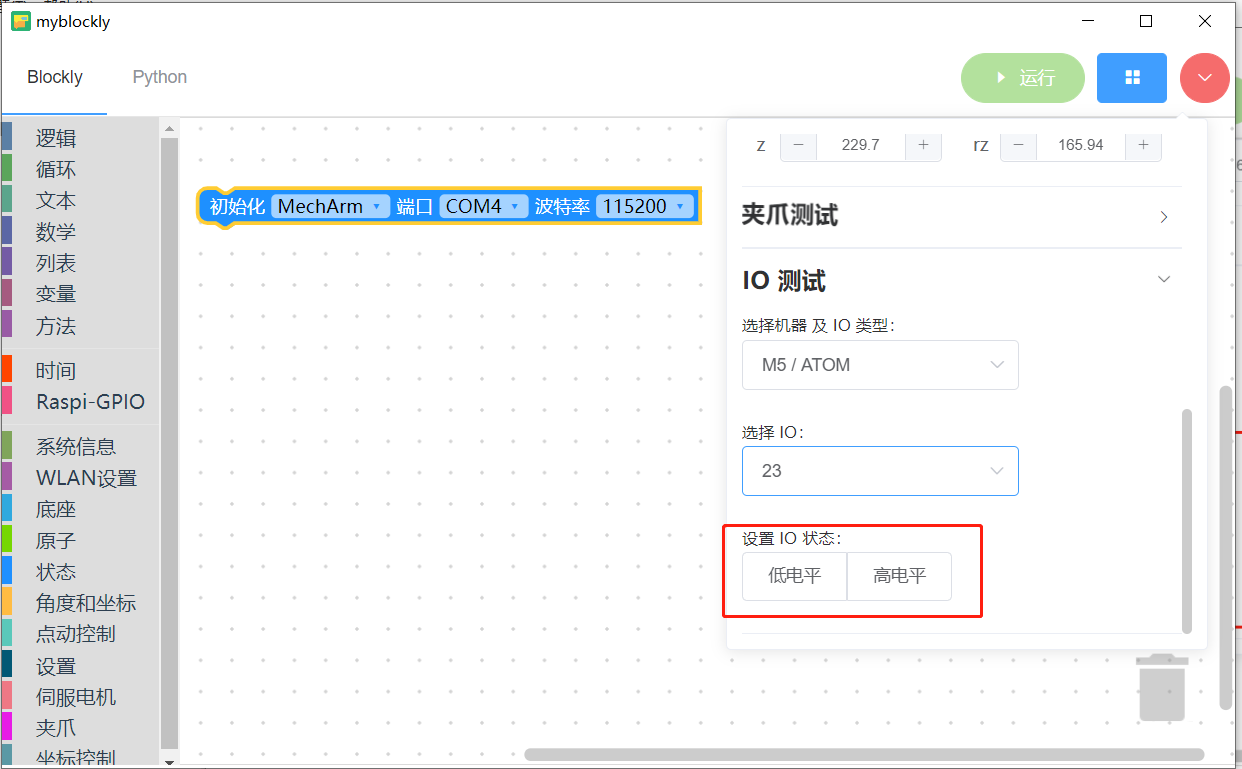 myblockly
Blockly Python 运行
逻辑
循环
文本
数学
列表
变量
方法
时间
Raspi-GPIO
系统信息
WLAN设置
底座
原子
状态
角度和坐标
点动控制
设置
伺服电机
夹爪
坐标控制
初始化 MechArm 端口 COM4 波特率 115200
z − 229.7 + rz − 165.94 +
夹爪测试
IO 测试
选择机器 及 IO 类型:
M5 / ATOM
选择 IO:
23
设置 IO 状态:
低电平 高电平